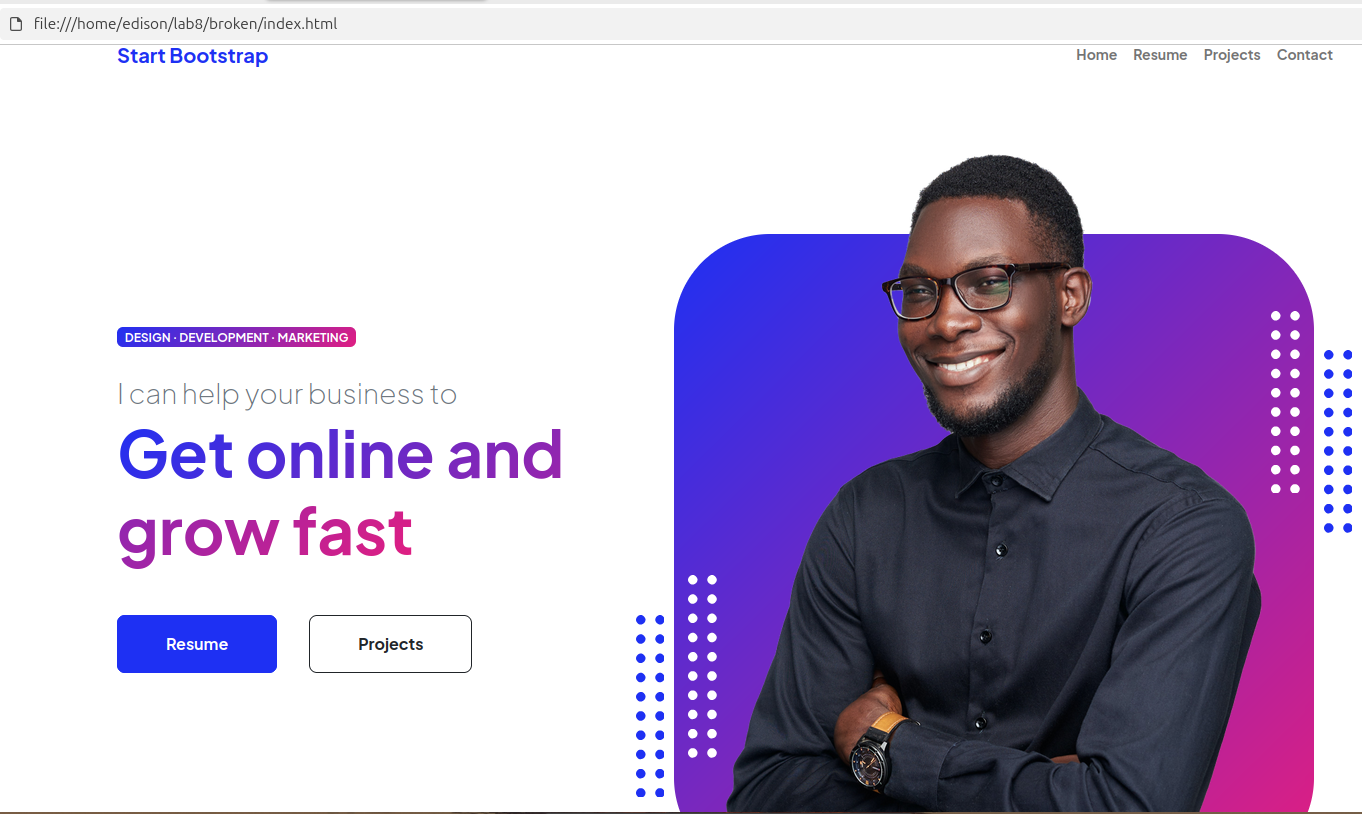 file:///home/edison/lab8/broken/index.html
Start Bootstrap
Home Resume Projects Contact
DESIGN · DEVELOPMENT · MARKETING
I can help your business to
Get online and
grow fast
Resume Projects